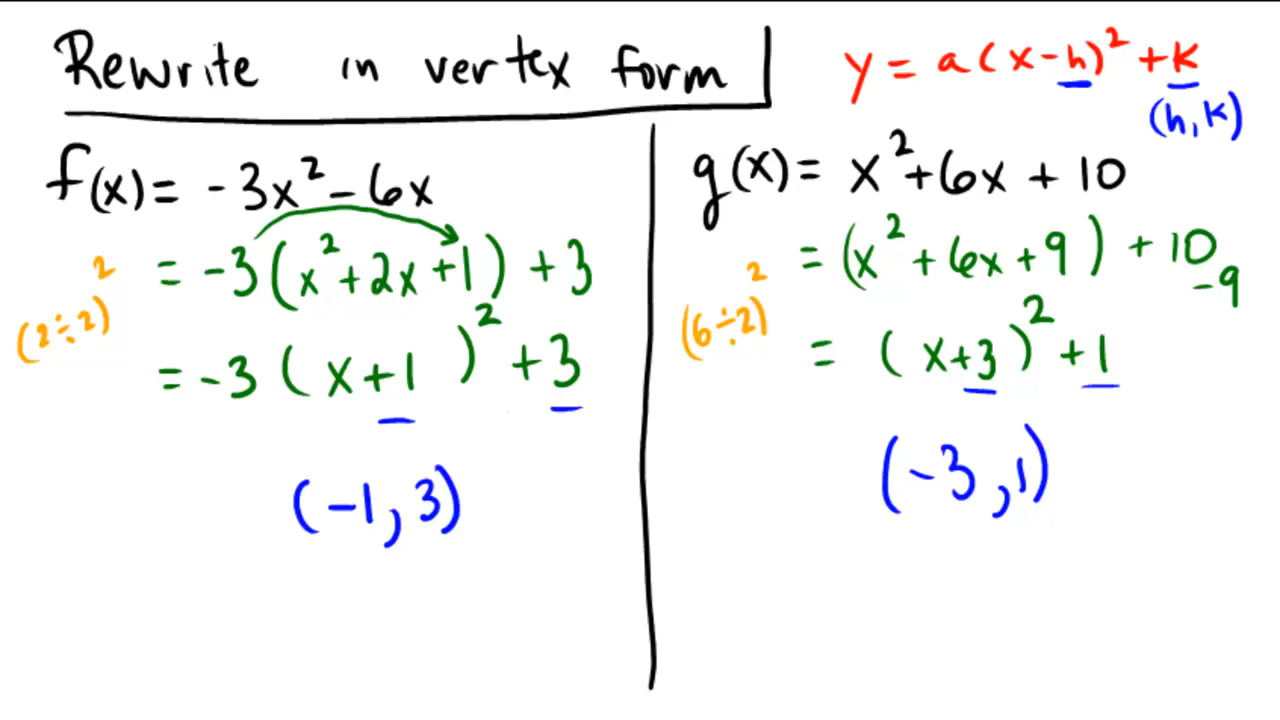 Rewrite in vertex form
y = a(x-h)² + k
(h, k)
f(x) = -3x² - 6x
= -3(x² + 2x + 1) + 3
(2÷2)²
= -3(x+1)² + 3
(-1, 3)
g(x) = x² + 6x + 10
= (x² + 6x + 9) + 10 - 9
(6÷2)²
= (x+3)² + 1
(-3, 1)